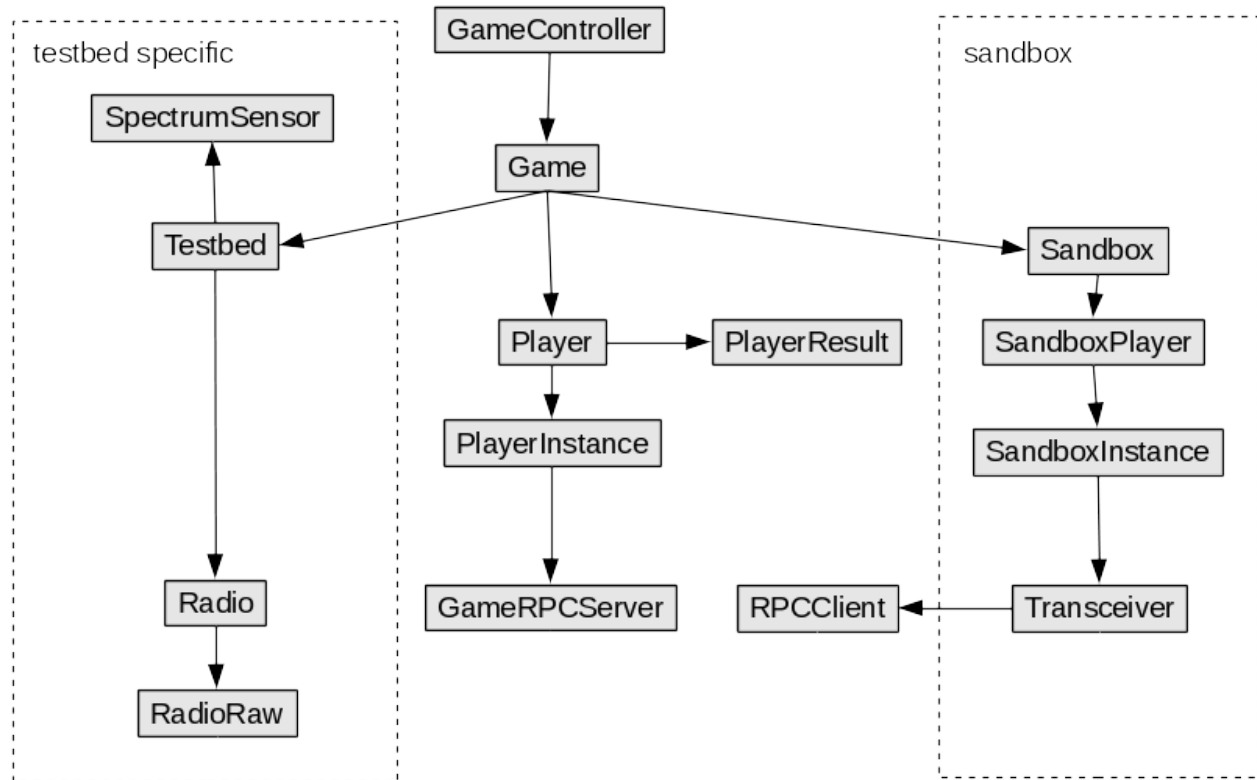 testbed specific
GameController
sandbox
SpectrumSensor
Game
Testbed
Sandbox
Player
PlayerResult
SandboxPlayer
PlayerInstance
SandboxInstance
Radio
GameRPCServer
RPCClient
Transceiver
RadioRaw